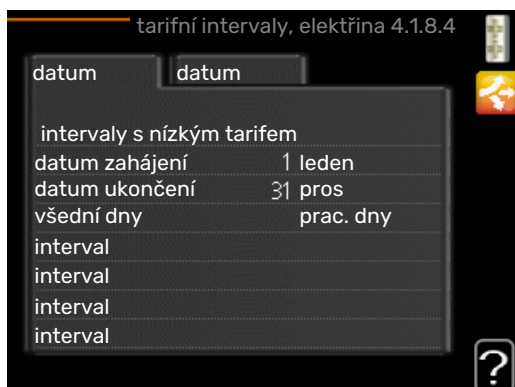 tarifní intervaly, elektřina 4.1.8.4
datum datum
intervaly s nízkým tarifem
datum zahájení 1 leden
datum ukončení 31 pros
všední dny prac. dny
interval
interval
interval
interval
?